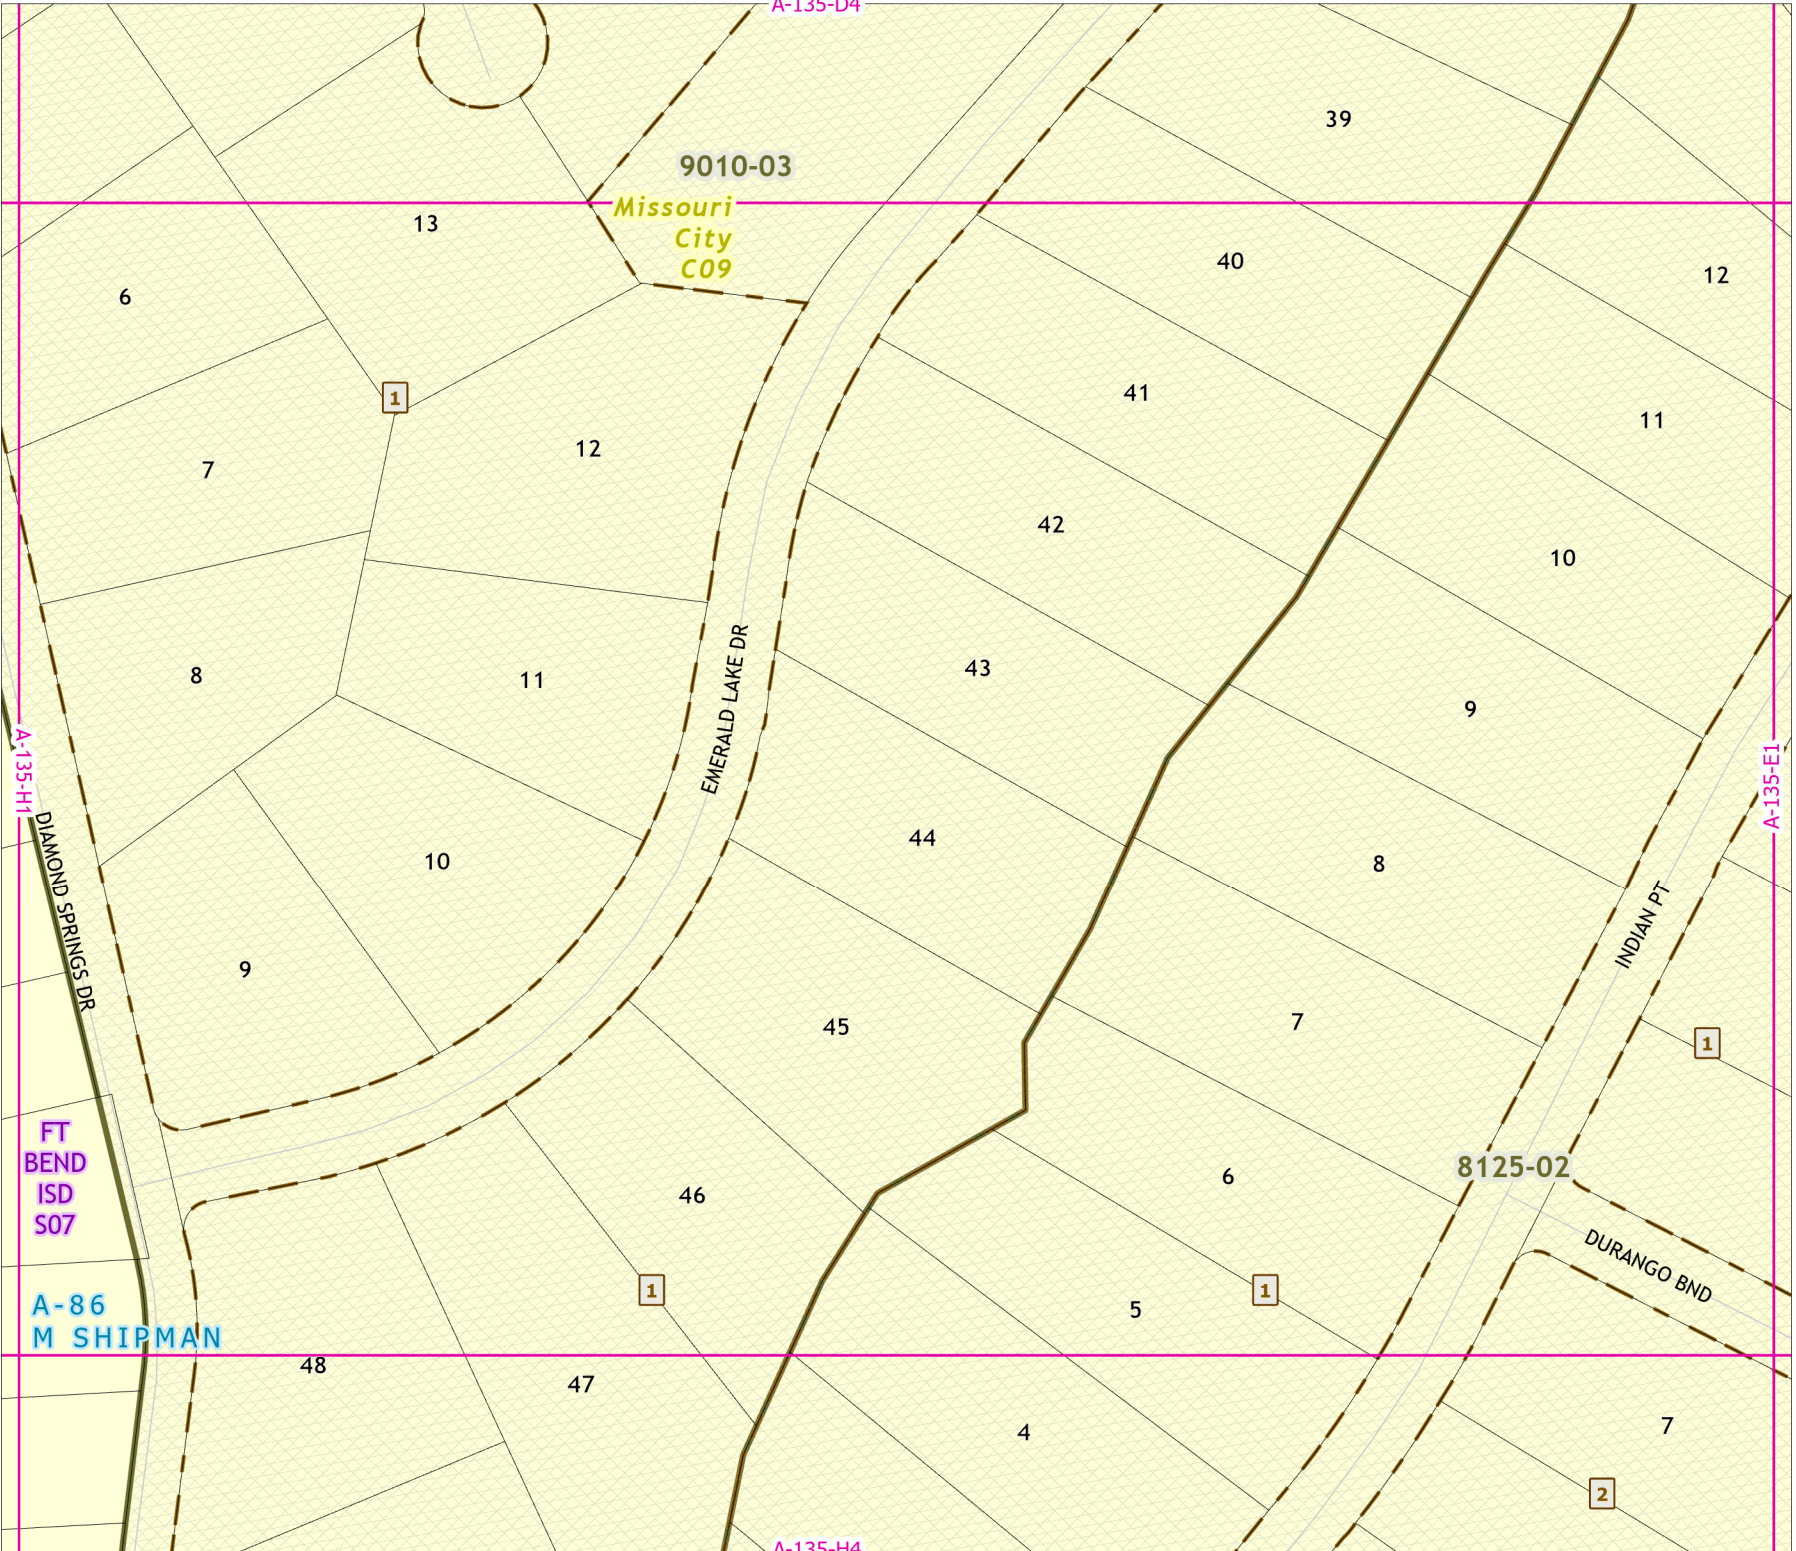 A-135-D4
39
9010-03
Missouri
City
C09
13
40
12
6
1
41
11
12
7
42
10
8
11
43
9
EMERALD LAKE DR
A-135-H1
A-135-E1
DIAMOND SPRINGS DR
10
44
8
INDIAN PT
9
45
7
1
FT
BEND
ISD
S07
46
6
8125-02
DURANGO BND
A-86
M SHIPMAN
1
5
1
48
47
4
7
2
A-135-H4